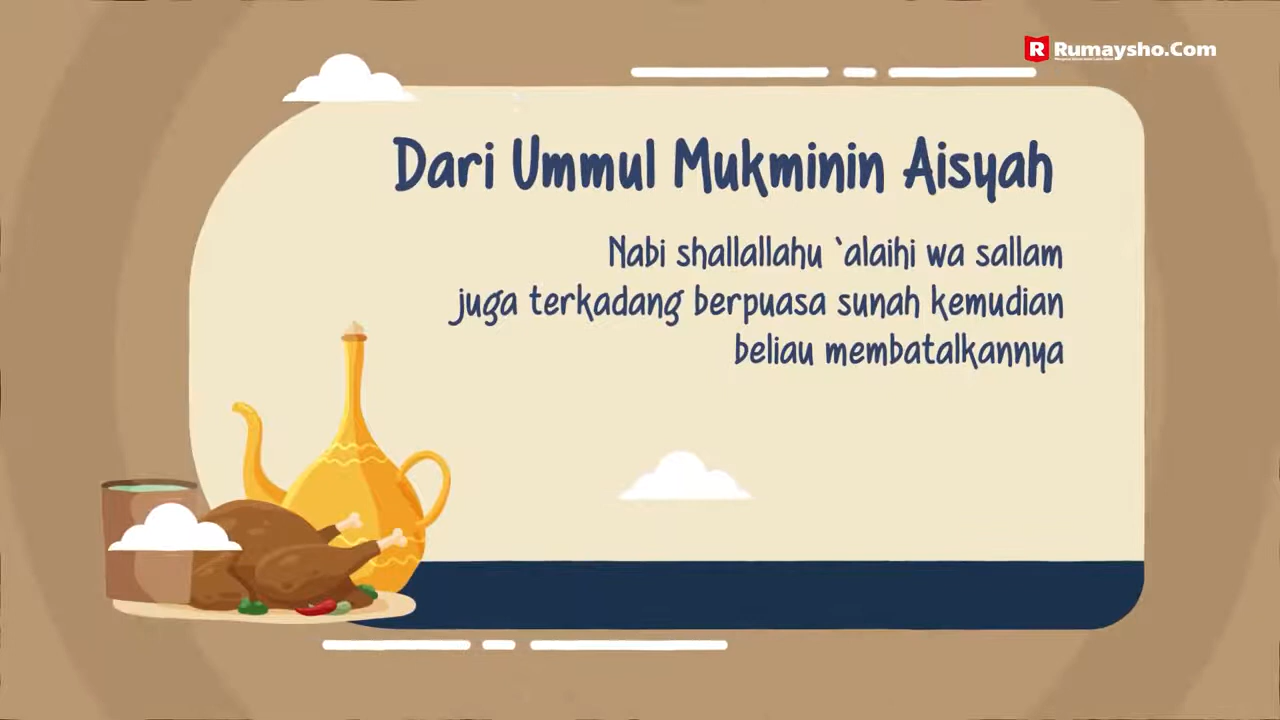 Rumaysho.Com
Dari Ummul Mukminin Aisyah
Nabi shallallahu `alaihi wa sallam
juga terkadang berpuasa sunah kemudian
beliau membatalkannya